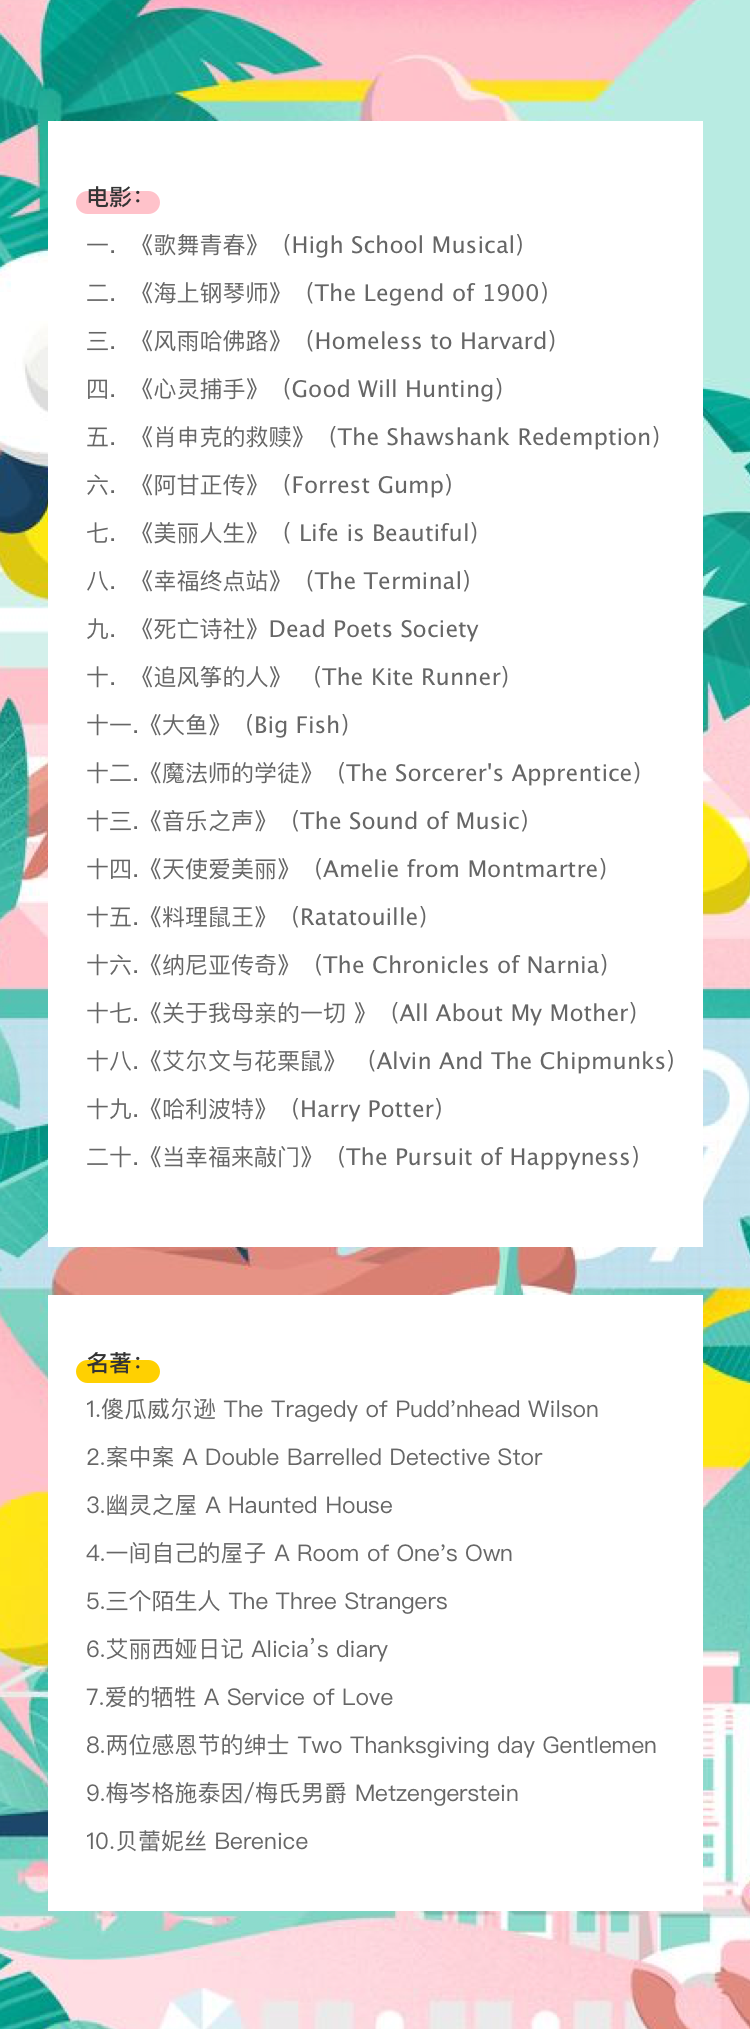 电影：
一. 《歌舞青春》（High School Musical）
二. 《海上钢琴师》（The Legend of 1900）
三. 《风雨哈佛路》（Homeless to Harvard）
四. 《心灵捕手》（Good Will Hunting）
五. 《肖申克的救赎》（The Shawshank Redemption）
六. 《阿甘正传》（Forrest Gump）
七. 《美丽人生》（ Life is Beautiful）
八. 《幸福终点站》（The Terminal）
九. 《死亡诗社》Dead Poets Society
十. 《追风筝的人》 （The Kite Runner）
十一.《大鱼》（Big Fish）
十二.《魔法师的学徒》（The Sorcerer's Apprentice）
十三.《音乐之声》（The Sound of Music）
十四.《天使爱美丽》（Amelie from Montmartre）
十五.《料理鼠王》（Ratatouille）
十六.《纳尼亚传奇》（The Chronicles of Narnia）
十七.《关于我母亲的一切 》（All About My Mother）
十八.《艾尔文与花栗鼠》 （Alvin And The Chipmunks）
十九.《哈利波特》（Harry Potter）
二十.《当幸福来敲门》（The Pursuit of Happyness）
名著：
1.傻瓜威尔逊 The Tragedy of Pudd'nhead Wilson
2.案中案 A Double Barrelled Detective Stor
3.幽灵之屋 A Haunted House
4.一间自己的屋子 A Room of One's Own
5.三个陌生人 The Three Strangers
6.艾丽西娅日记 Alicia’s diary
7.爱的牺牲 A Service of Love
8.两位感恩节的绅士 Two Thanksgiving day Gentlemen
9.梅岑格施泰因/梅氏男爵 Metzengerstein
10.贝蕾妮丝 Berenice